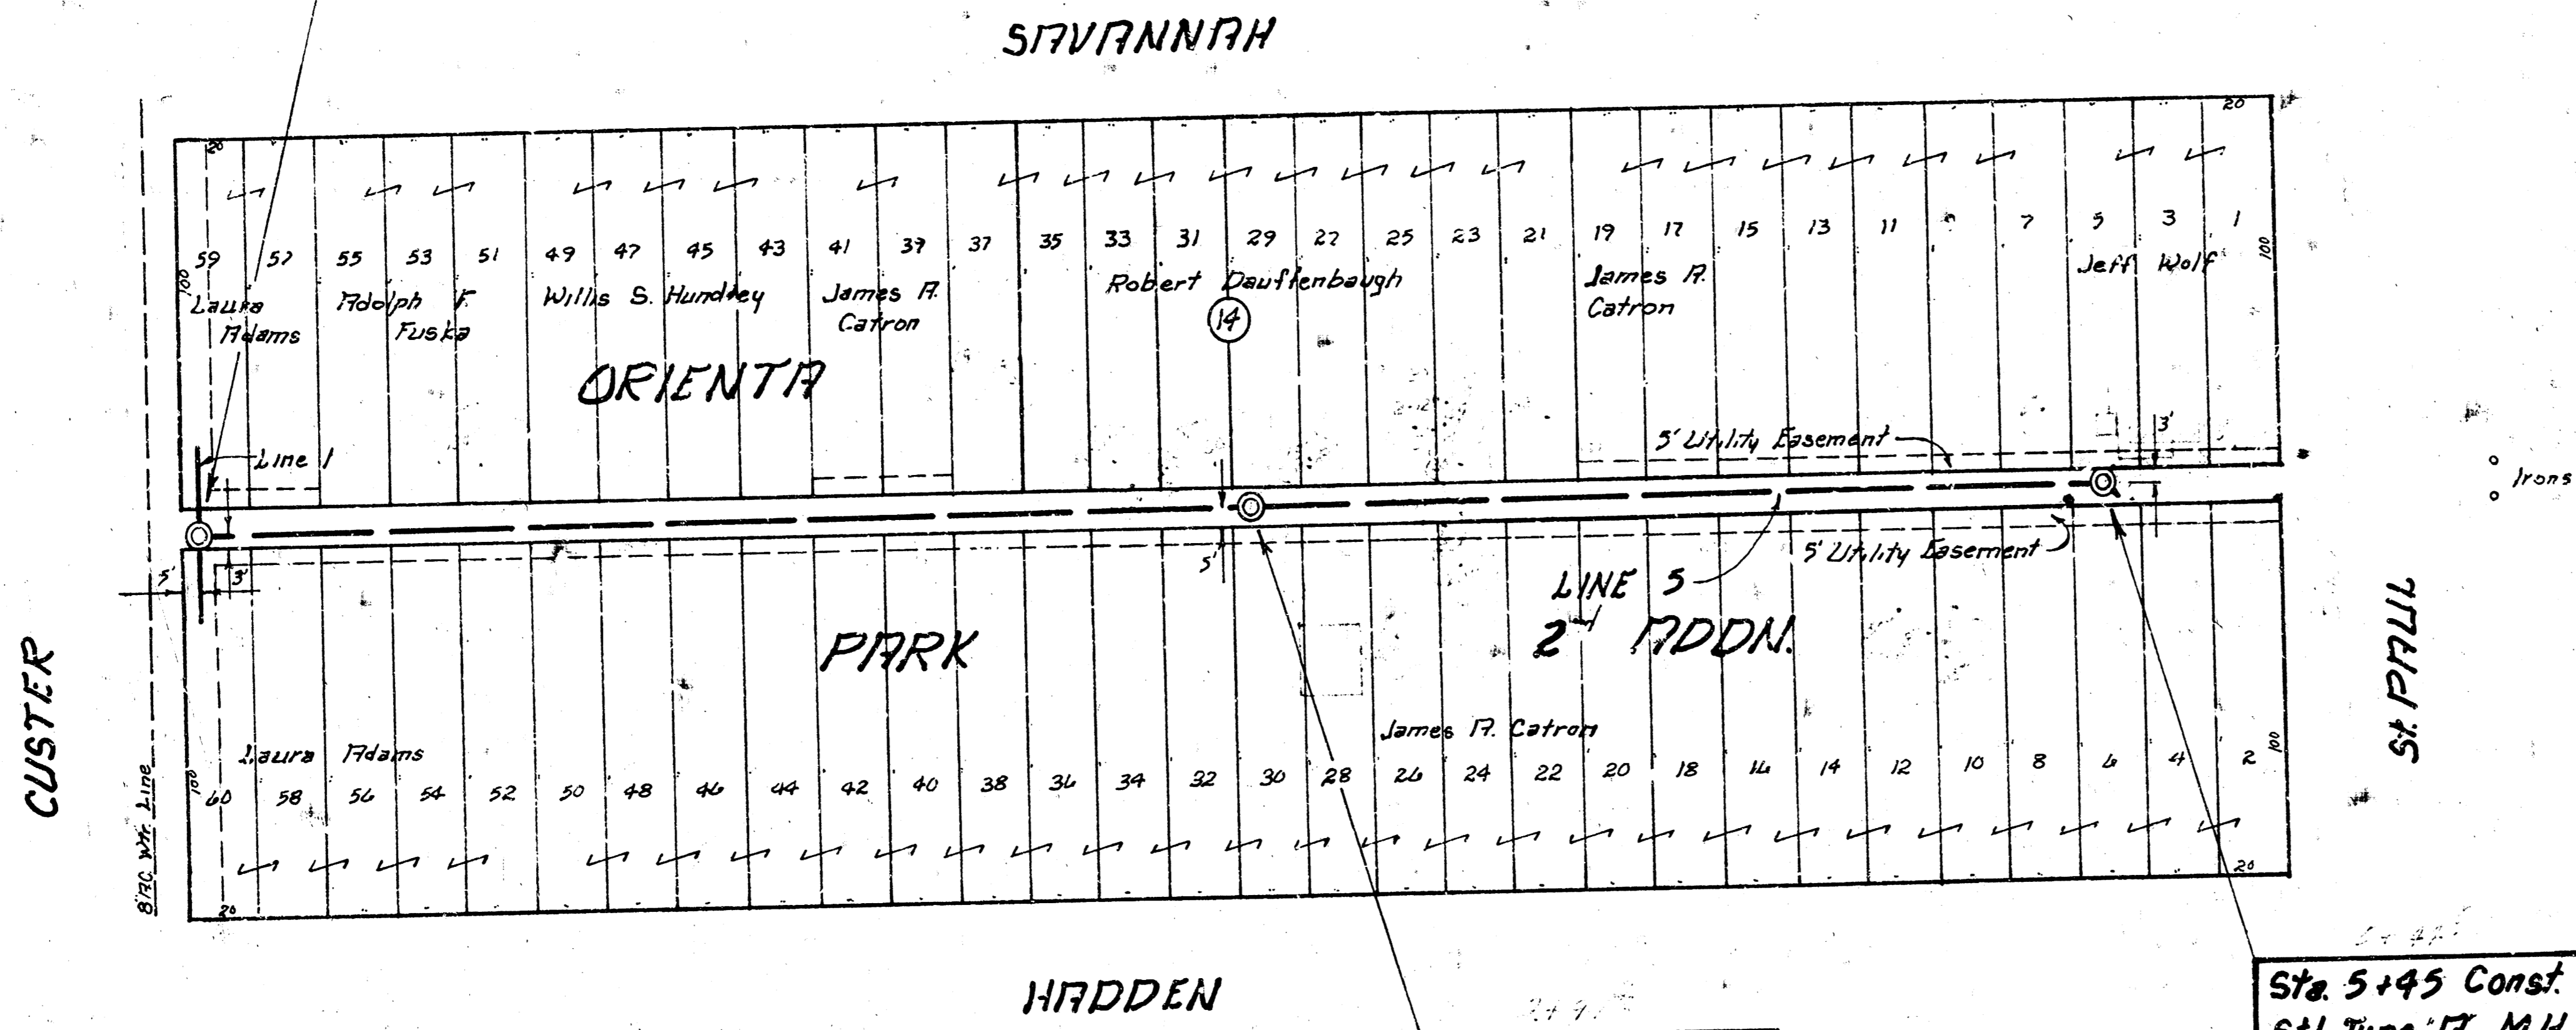 SAVANNAH
20
20
59 57 55 53 51 49 47 45 43 41 39 37 35 33 31 29 27 25 23 21 19 17 15 13 11 7 5 3 1
100
100
Laura
Adams
Adolph F.
Fuska
Willis S. Hundley
James A.
Catron
Robert Dauffenbaugh
James A.
Catron
Jeff Wolf
14
ORIENTA
Line 1
5' Utility Easement
3'
Irons
5'
3'
5'
5' Utility Easement
LINE 5
PARK
2nd ADDN.
CUSTER
8" AC. Wtr. Line
St. PAUL
Laura Adams
James A. Catron
100
100
60 58 56 54 52 50 48 46 44 42 40 38 36 34 32 30 28 26 24 22 20 18 16 14 12 10 8 6 4 2
20
20
HADDEN
Sta. 5+45 Const.
Std. Type "A" M.H.